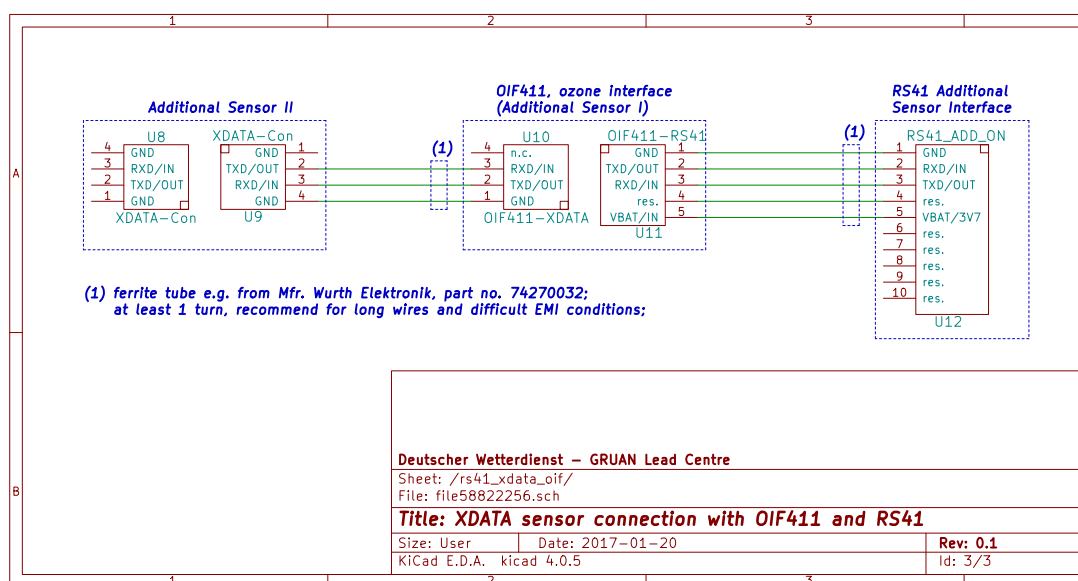 1 2 3
Additional Sensor II
OIF411, ozone interface
(Additional Sensor I)
RS41 Additional
Sensor Interface
U8
XDATA-Con
4 GND
3 RXD/IN
2 TXD/OUT
1 GND
XDATA-Con
GND 1
TXD/OUT 2
RXD/IN 3
GND 4
U9
(1)
U10
4 n.c.
3 RXD/IN
2 TXD/OUT
1 GND
OIF411-XDATA
OIF411-RS41
GND 1
TXD/OUT 2
RXD/IN 3
res. 4
VBAT/IN 5
U11
(1)
RS41_ADD_ON
1 GND
2 RXD/IN
3 TXD/OUT
4 res.
5 VBAT/3V7
6 res.
7 res.
8 res.
9 res.
10 res.
U12
A
(1) ferrite tube e.g. from Mfr. Wurth Elektronik, part no. 74270032;
at least 1 turn, recommend for long wires and difficult EMI conditions;
B
Deutscher Wetterdienst – GRUAN Lead Centre
Sheet: /rs41_xdata_oif/
File: file58822256.sch
Title: XDATA sensor connection with OIF411 and RS41
Size: User Date: 2017-01-20 Rev: 0.1
KiCad E.D.A. kicad 4.0.5 Id: 3/3
1 2 3